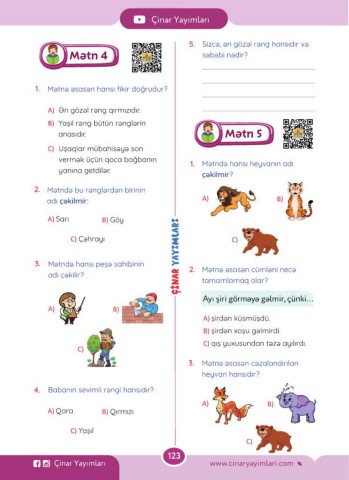 Çinar Yayımları
Mətn 4
1. Mətnə əsasən hansı fikir doğrudur?
A) Ən gözəl rəng qırmızıdır.
B) Yaşıl rəng bütün rənglərin
anasıdır.
C) Uşaqlar mübahisəyə son
vermək üçün qoca bağbanın
yanına getdilər.
2. Mətndə bu rənglərdən birinin
adı çəkilmir:
A) Sarı
B) Göy
C) Çəhrayı
3. Mətndə hansı peşə sahibinin
adı çəkilir?
A)
B)
C)
4. Babanın sevimli rəngi hansıdır?
A) Qara
B) Qırmızı
C) Yaşıl
ÇİNAR YAYIMLARI
5. Sizcə, ən gözəl rəng hansıdır və
səbəbi nədir?
Mətn 5
1. Mətndə hansı heyvanın adı
çəkilmir?
A)
B)
C)
2. Mətnə əsasən cümləni necə
tamamlamaq olar?
Ayı şiri görməyə gəlmir, çünki...
A) şirdən küsmüşdü.
B) şirdən xoşu gəlmirdi.
C) qış yuxusundan təzə ayılırdı.
3. Mətnə əsasən cəzalandırılan
heyvan hansıdır?
A)
B)
C)
Çinar Yayımları
123
www.cinaryayimlari.com